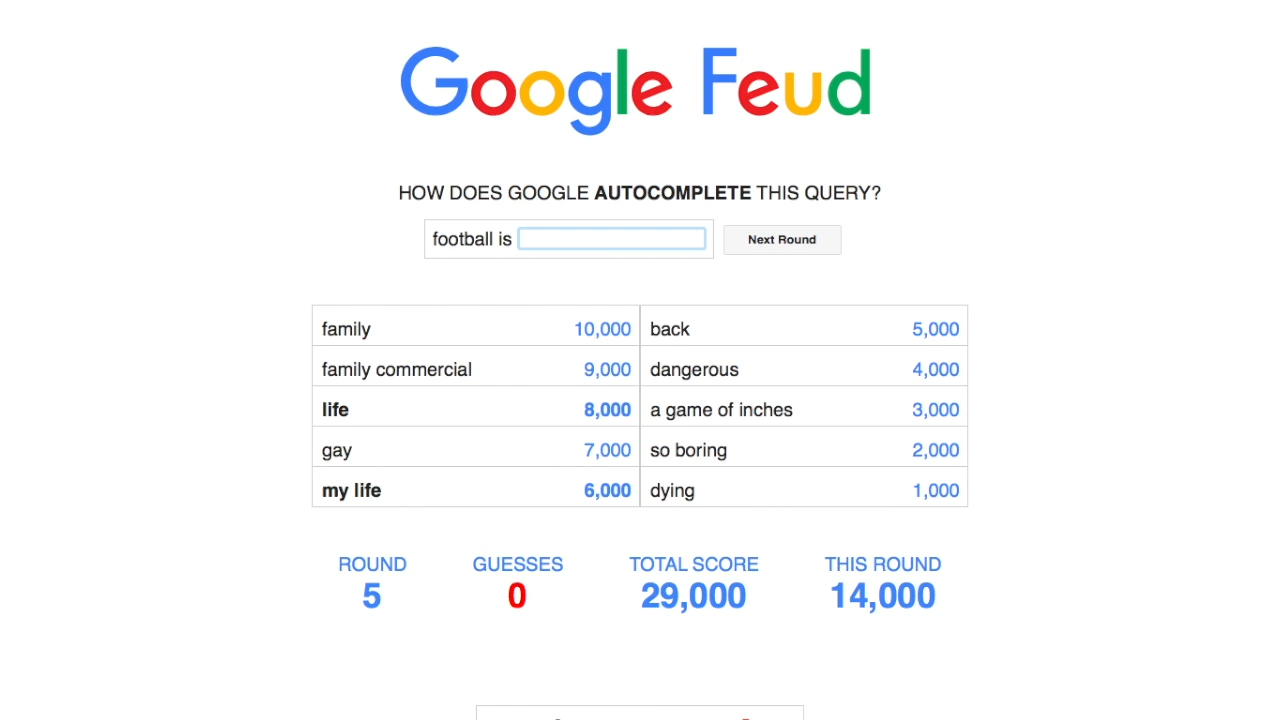 Google Feud
HOW DOES GOOGLE AUTOCOMPLETE THIS QUERY?
football is
Next Round
family 10,000 back 5,000
family commercial 9,000 dangerous 4,000
life 8,000 a game of inches 3,000
gay 7,000 so boring 2,000
my life 6,000 dying 1,000
ROUND GUESSES TOTAL SCORE THIS ROUND
5 0 29,000 14,000